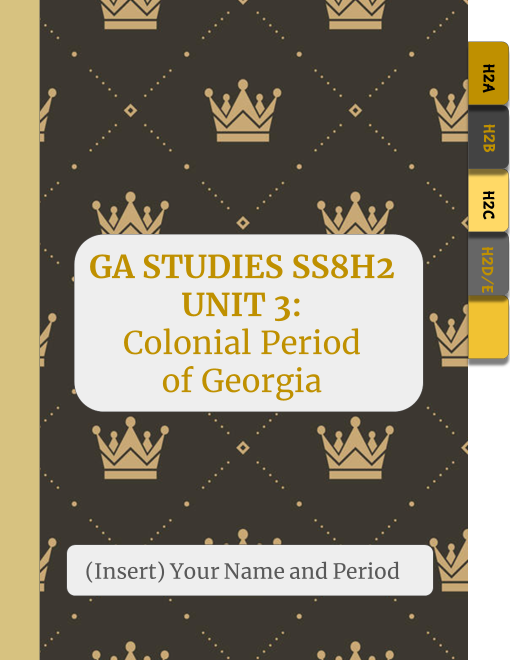 GA STUDIES SS8H2
UNIT 3:
Colonial Period
of Georgia
(Insert) Your Name and Period
H2A
H2B
H2C
H2D/E